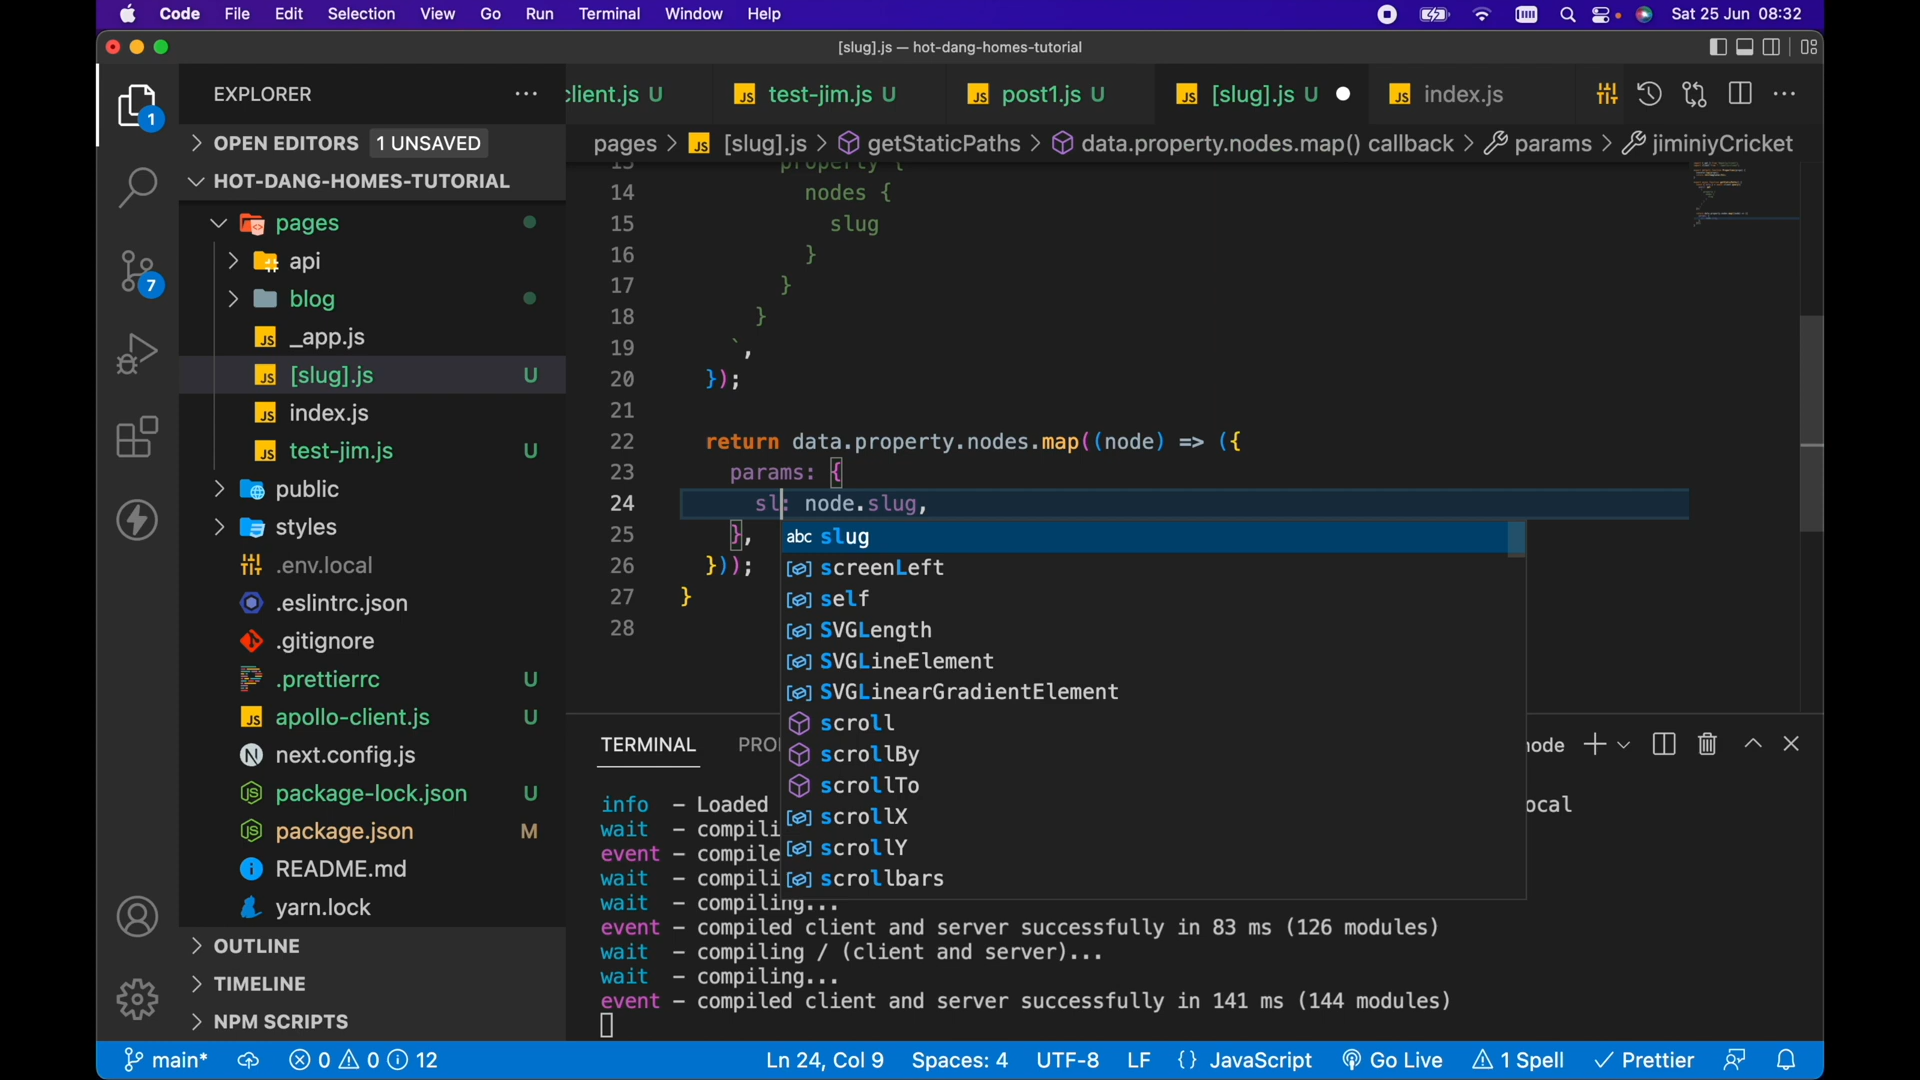 Code File Edit Selection View Go Run Terminal Window Help Sat 25 Jun 08:32
[slug].js — hot-dang-homes-tutorial
EXPLORER ···
client.js U test-jim.js U post1.js U [slug].js U index.js
OPEN EDITORS 1 UNSAVED
pages > [slug].js > getStaticPaths > data.property.nodes.map() callback > params > jiminiyCricket
HOT-DANG-HOMES-TUTORIAL
pages
api
blog
_app.js
[slug].js U
index.js
test-jim.js U
public
styles
.env.local
.eslintrc.json
.gitignore
.prettierrc U
apollo-client.js U
next.config.js
package-lock.json U
package.json M
README.md
yarn.lock
OUTLINE
TIMELINE
NPM SCRIPTS
1
7
13 property {
14 nodes {
15 slug
16 }
17 }
18 }
19 `,
20 });
21
22 return data.property.nodes.map((node) => ({
23 params: {
24 sl: node.slug,
25 },
26 }));
27 }
28
abc slug
screenLeft
self
SVGLength
SVGLineElement
SVGLinearGradientElement
scroll
scrollBy
scrollTo
scrollX
scrollY
scrollbars
TERMINAL
info - Loaded
wait - compili
event - compile
wait - compili
wait - compiling...
event - compiled client and server successfully in 83 ms (126 modules)
wait - compiling / (client and server)...
wait - compiling...
event - compiled client and server successfully in 141 ms (144 modules)
main* 0 0 12 Ln 24, Col 9 Spaces: 4 UTF-8 LF {} JavaScript Go Live 1 Spell Prettier